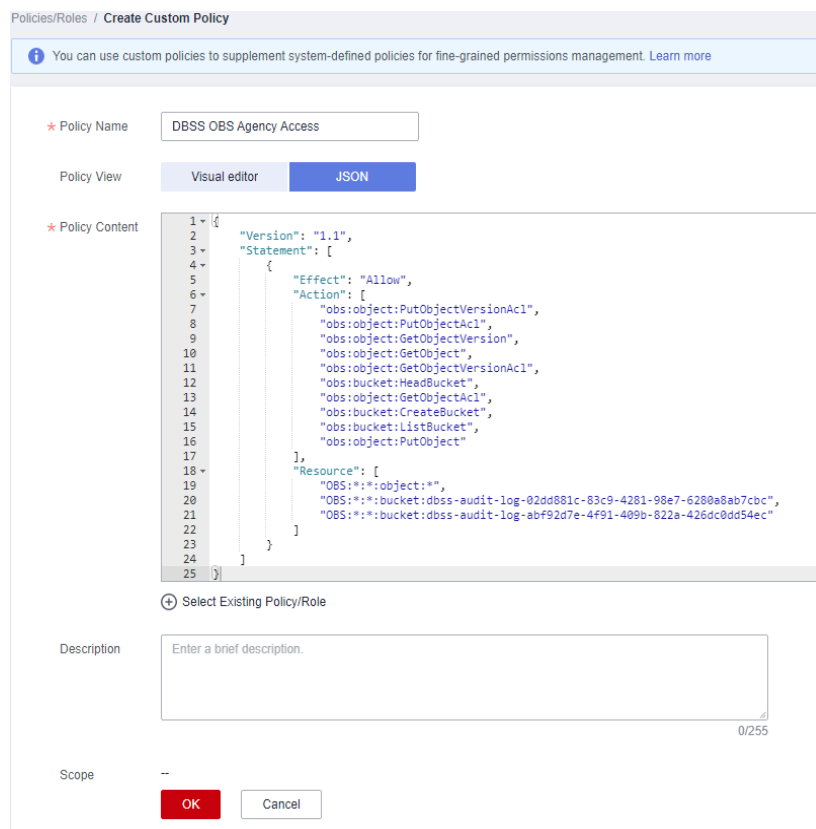 Policies/Roles / Create Custom Policy
You can use custom policies to supplement system-defined policies for fine-grained permissions management. Learn more
* Policy Name
DBSS OBS Agency Access
Policy View
Visual editor
JSON
* Policy Content
1 {
2 "Version": "1.1",
3 "Statement": [
4 {
5 "Effect": "Allow",
6 "Action": [
7 "obs:object:PutObjectVersionAcl",
8 "obs:object:PutObjectAcl",
9 "obs:object:GetObjectVersion",
10 "obs:object:GetObject",
11 "obs:object:GetObjectVersionAcl",
12 "obs:bucket:HeadBucket",
13 "obs:object:GetObjectAcl",
14 "obs:bucket:CreateBucket",
15 "obs:bucket:ListBucket",
16 "obs:object:PutObject"
17 ],
18 "Resource": [
19 "OBS:*:*:object:*",
20 "OBS:*:*:bucket:dbss-audit-log-02dd881c-83c9-4281-98e7-6280a8ab7cbc",
21 "OBS:*:*:bucket:dbss-audit-log-abf92d7e-4f91-409b-822a-426dc0dd54ec"
22 ]
23 }
24 ]
25 }
Select Existing Policy/Role
Description
Enter a brief description.
0/255
Scope
--
OK
Cancel